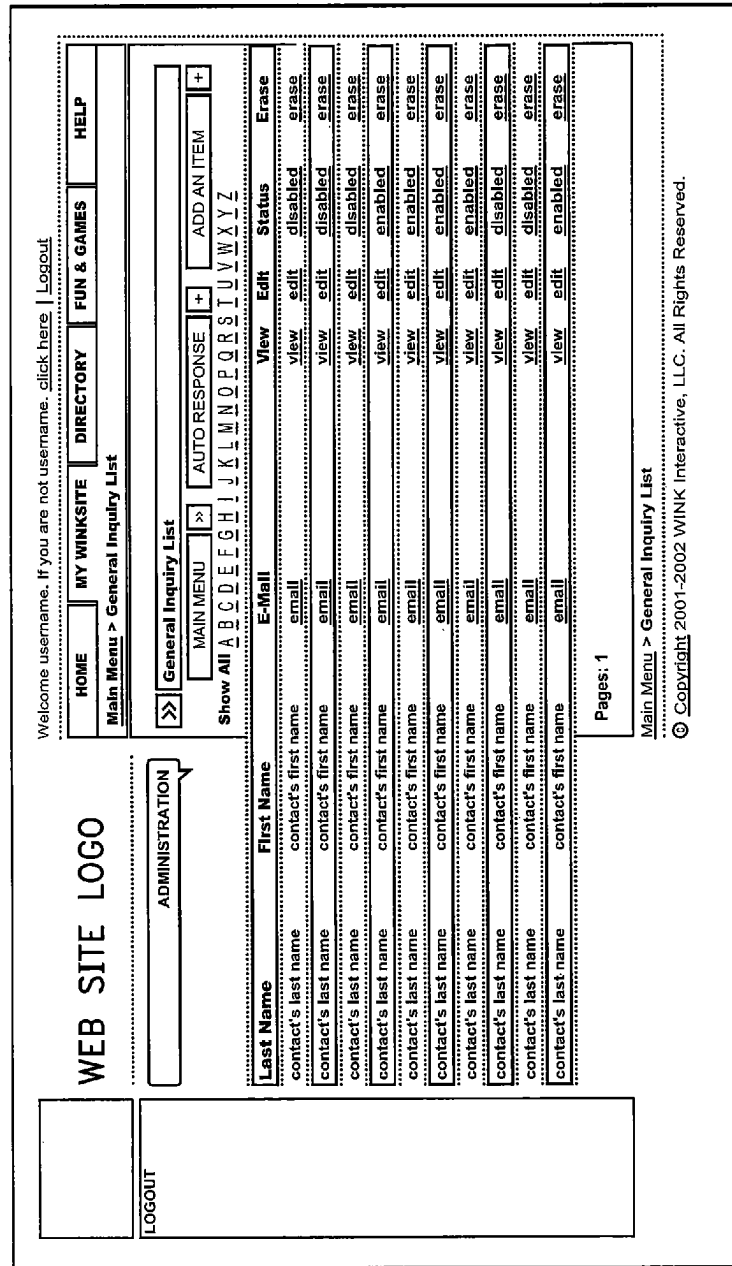 Welcome username. If you are not username. click here | Logout
WEB SITE LOGO
HOME MY WINKSITE DIRECTORY FUN & GAMES HELP
Main Menu > General Inquiry List
LOGOUT
ADMINISTRATION
>> General Inquiry List
MAIN MENU >> AUTO RESPONSE + ADD AN ITEM +
Show All A B C D E F G H I J K L M N O P Q R S T U V W X Y Z
Last Name First Name E-Mail View Edit Status Erase
contact's last name contact's first name email view edit disabled erase
contact's last name contact's first name email view edit disabled erase
contact's last name contact's first name email view edit disabled erase
contact's last name contact's first name email view edit enabled erase
contact's last name contact's first name email view edit enabled erase
contact's last name contact's first name email view edit enabled erase
contact's last name contact's first name email view edit enabled erase
contact's last name contact's first name email view edit disabled erase
contact's last name contact's first name email view edit disabled erase
contact's last name contact's first name email view edit enabled erase
Pages: 1
Main Menu > General Inquiry List
© Copyright 2001-2002 WINK Interactive, LLC. All Rights Reserved.